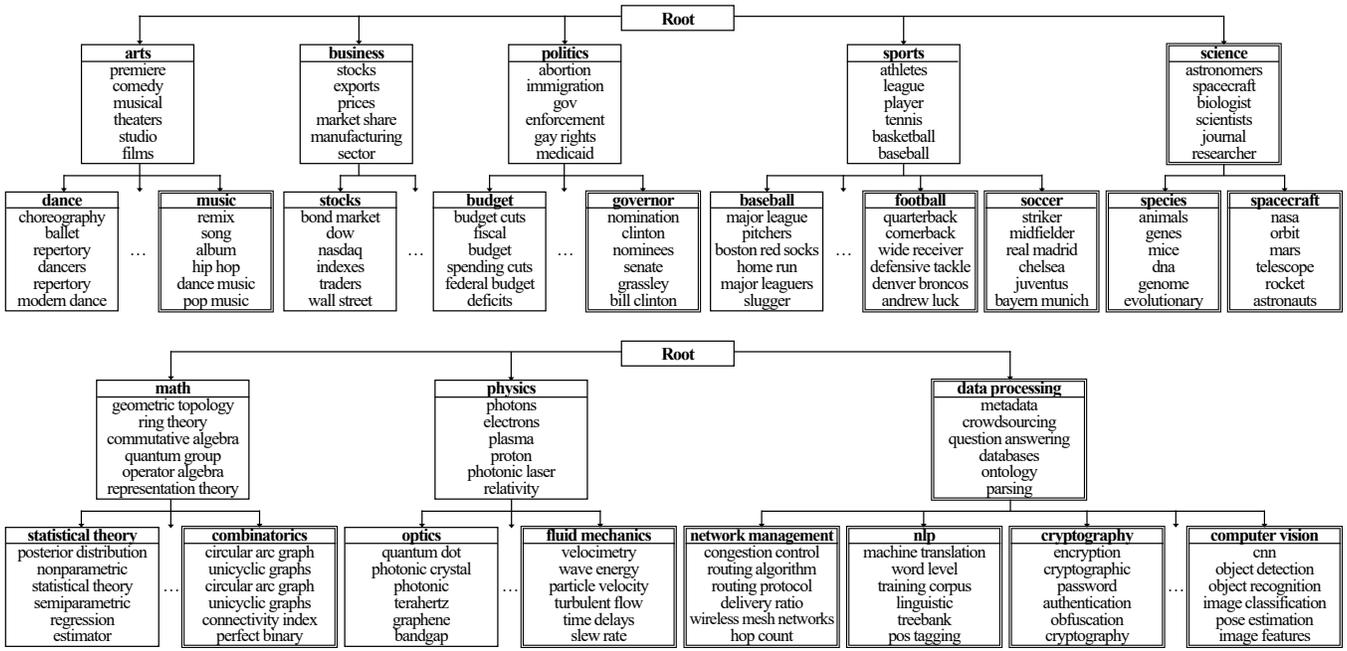 Root
arts
premiere
comedy
musical
theaters
studio
films
business
stocks
exports
prices
market share
manufacturing
sector
politics
abortion
immigration
gov
enforcement
gay rights
medicaid
sports
athletes
league
player
tennis
basketball
baseball
science
astronomers
spacecraft
biologist
scientists
journal
researcher
dance
choreography
ballet
repertory
dancers
repertory
modern dance
...
music
remix
song
album
hip hop
dance music
pop music
stocks
bond market
dow
nasdaq
indexes
traders
wall street
...
budget
budget cuts
fiscal
budget
spending cuts
federal budget
deficits
...
governor
nomination
clinton
nominees
senate
grassley
bill clinton
baseball
major league
pitchers
boston red socks
home run
major leaguers
slugger
...
football
quarterback
cornerback
wide receiver
defensive tackle
denver broncos
andrew luck
soccer
striker
midfielder
real madrid
chelsea
juventus
bayern munich
species
animals
genes
mice
dna
genome
evolutionary
spacecraft
nasa
orbit
mars
telescope
rocket
astronauts
Root
math
geometric topology
ring theory
commutative algebra
quantum group
operator algebra
representation theory
physics
photons
electrons
plasma
proton
photonic laser
relativity
data processing
metadata
crowdsourcing
question answering
databases
ontology
parsing
statistical theory
posterior distribution
nonparametric
statistical theory
semiparametric
regression
estimator
...
combinatorics
circular arc graph
unicyclic graphs
circular arc graph
unicyclic graphs
connectivity index
perfect binary
optics
quantum dot
photonic crystal
photonic
terahertz
graphene
bandgap
...
fluid mechanics
velocimetry
wave energy
particle velocity
turbulent flow
time delays
slew rate
network management
congestion control
routing algorithm
routing protocol
delivery ratio
wireless mesh networks
hop count
nlp
machine translation
word level
training corpus
linguistic
treebank
pos tagging
cryptography
encryption
cryptographic
password
authentication
obfuscation
cryptography
...
computer vision
cnn
object detection
object recognition
image classification
pose estimation
image features